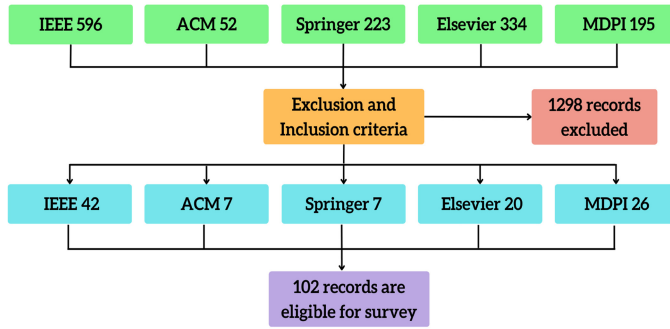 IEEE 596
ACM 52
Springer 223
Elsevier 334
MDPI 195
Exclusion and
Inclusion criteria
1298 records
excluded
IEEE 42
ACM 7
Springer 7
Elsevier 20
MDPI 26
102 records are
eligible for survey